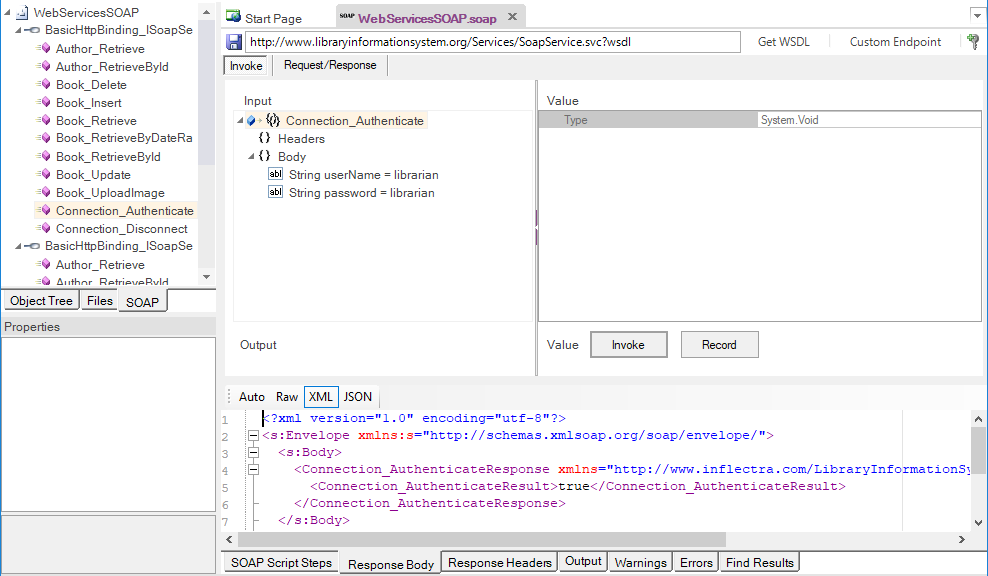 WebServicesSOAP
BasicHttpBinding_ISoapSe
Author_Retrieve
Author_RetrieveById
Book_Delete
Book_Insert
Book_Retrieve
Book_RetrieveByDateRa
Book_RetrieveById
Book_Update
Book_UploadImage
Connection_Authenticate
Connection_Disconnect
BasicHttpBinding_ISoapSe
Author_Retrieve
Author_RetrieveById
Object Tree Files SOAP
Properties
Start Page SOAP WebServicesSOAP.soap
http://www.libraryinformationsystem.org/Services/SoapService.svc?wsdl Get WSDL Custom Endpoint
Invoke Request/Response
Input
Connection_Authenticate
Headers
Body
abl String userName = librarian
abl String password = librarian
Output
Value
Type System.Void
Value Invoke Record
Auto Raw XML JSON
1 <?xml version="1.0" encoding="utf-8"?>
2 <s:Envelope xmlns:s="http://schemas.xmlsoap.org/soap/envelope/">
3 <s:Body>
4 <Connection_AuthenticateResponse xmlns="http://www.inflectra.com/LibraryInformationSy
5 <Connection_AuthenticateResult>true</Connection_AuthenticateResult>
6 </Connection_AuthenticateResponse>
7 </s:Body>
SOAP Script Steps Response Body Response Headers Output Warnings Errors Find Results